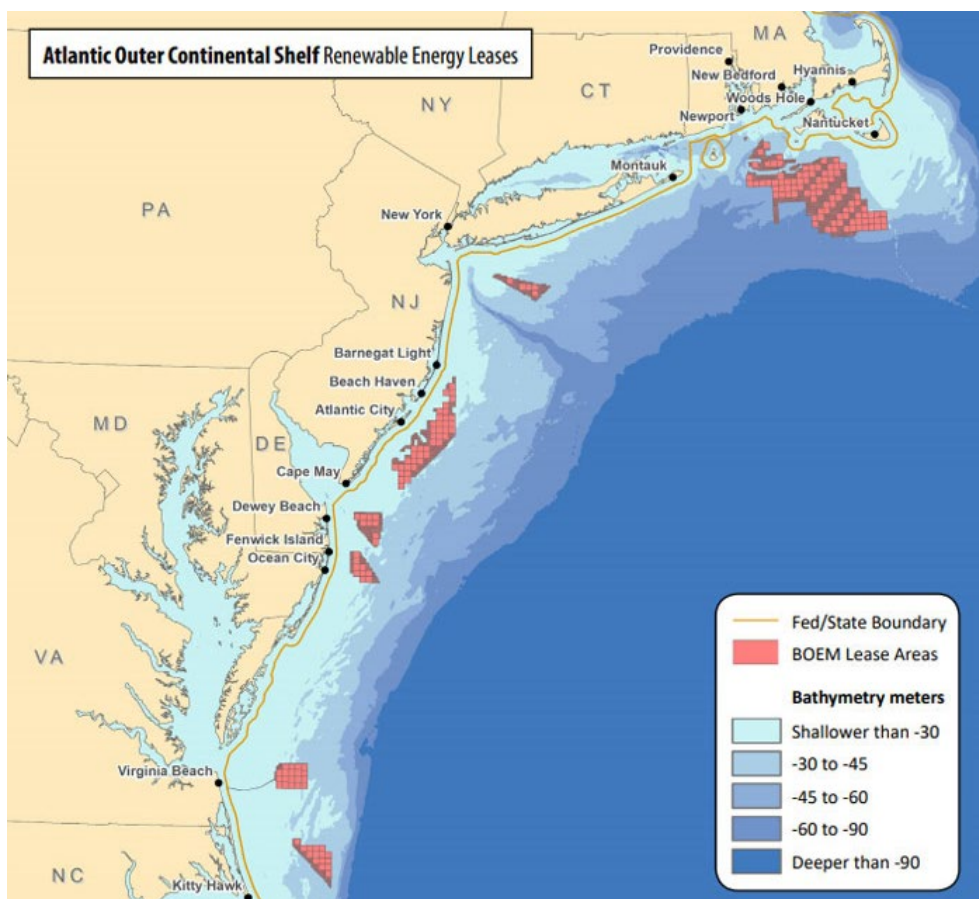 Atlantic Outer Continental Shelf Renewable Energy Leases
MA
Providence
New Bedford
Hyannis
Woods Hole
Newport
Nantucket
NY
CT
Montauk
PA
New York
NJ
Barnegat Light
Beach Haven
Atlantic City
MD
DE
Cape May
Dewey Beach
Fenwick Island
Ocean City
VA
Virginia Beach
NC
Kitty Hawk
Fed/State Boundary
BOEM Lease Areas
Bathymetry meters
Shallower than -30
-30 to -45
-45 to -60
-60 to -90
Deeper than -90